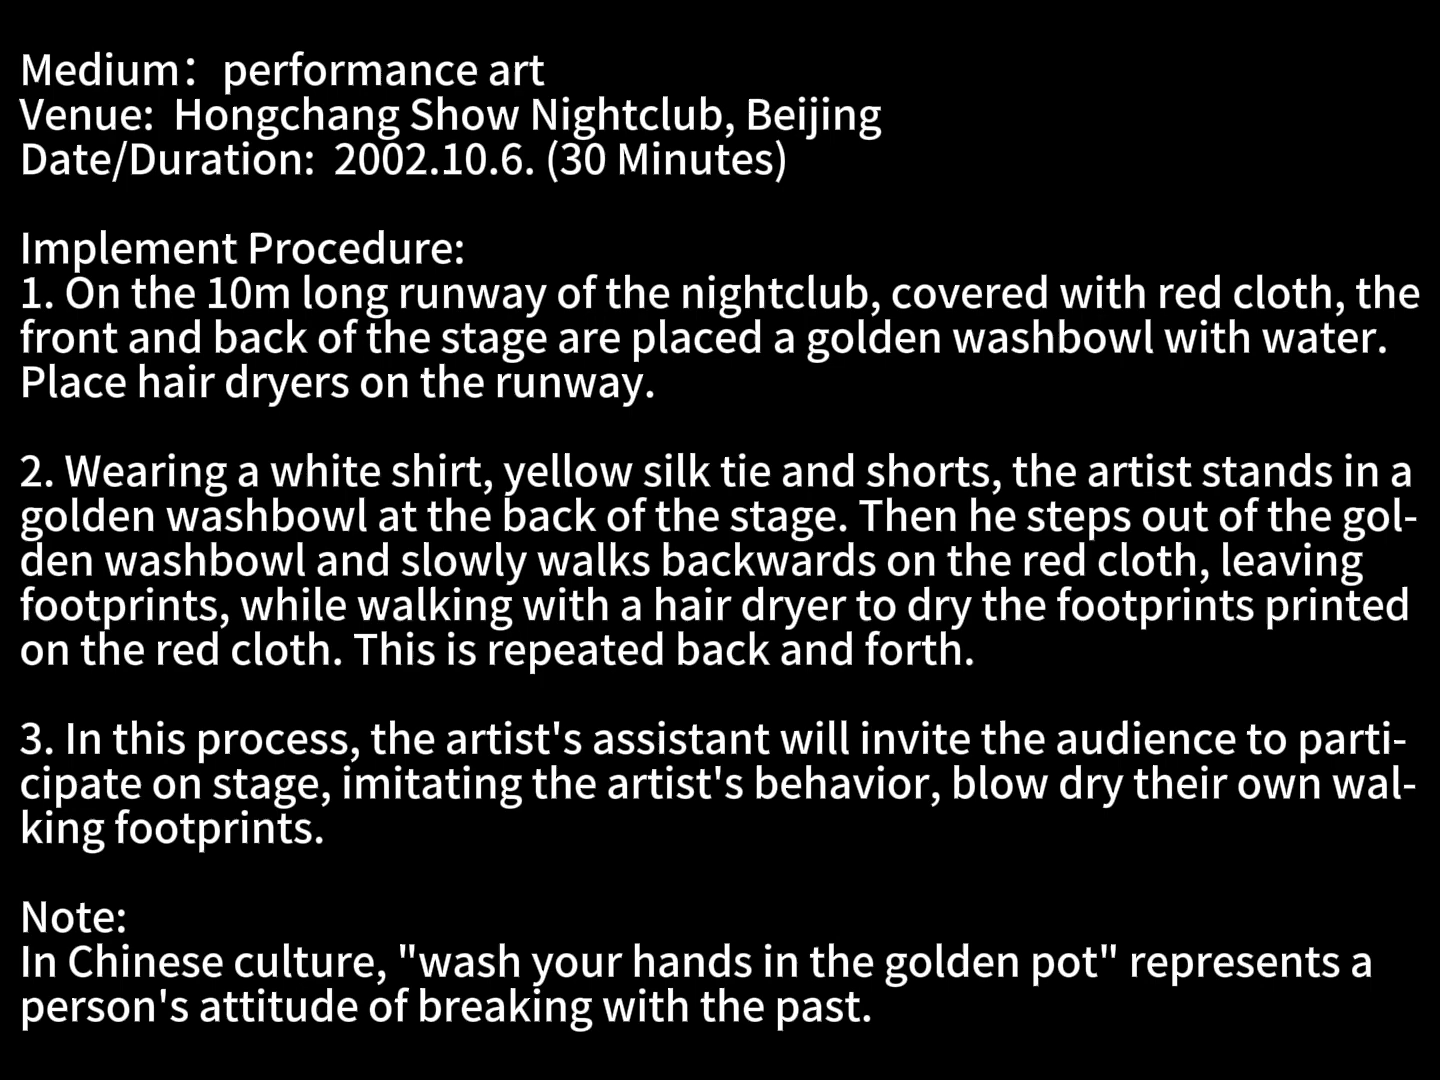 Medium：performance art
Venue: Hongchang Show Nightclub, Beijing
Date/Duration: 2002.10.6. (30 Minutes)
Implement Procedure:
1. On the 10m long runway of the nightclub, covered with red cloth, the
front and back of the stage are placed a golden washbowl with water.
Place hair dryers on the runway.
2. Wearing a white shirt, yellow silk tie and shorts, the artist stands in a
golden washbowl at the back of the stage. Then he steps out of the gol-
den washbowl and slowly walks backwards on the red cloth, leaving
footprints, while walking with a hair dryer to dry the footprints printed
on the red cloth. This is repeated back and forth.
3. In this process, the artist's assistant will invite the audience to parti-
cipate on stage, imitating the artist's behavior, blow dry their own wal-
king footprints.
Note:
In Chinese culture, "wash your hands in the golden pot" represents a
person's attitude of breaking with the past.